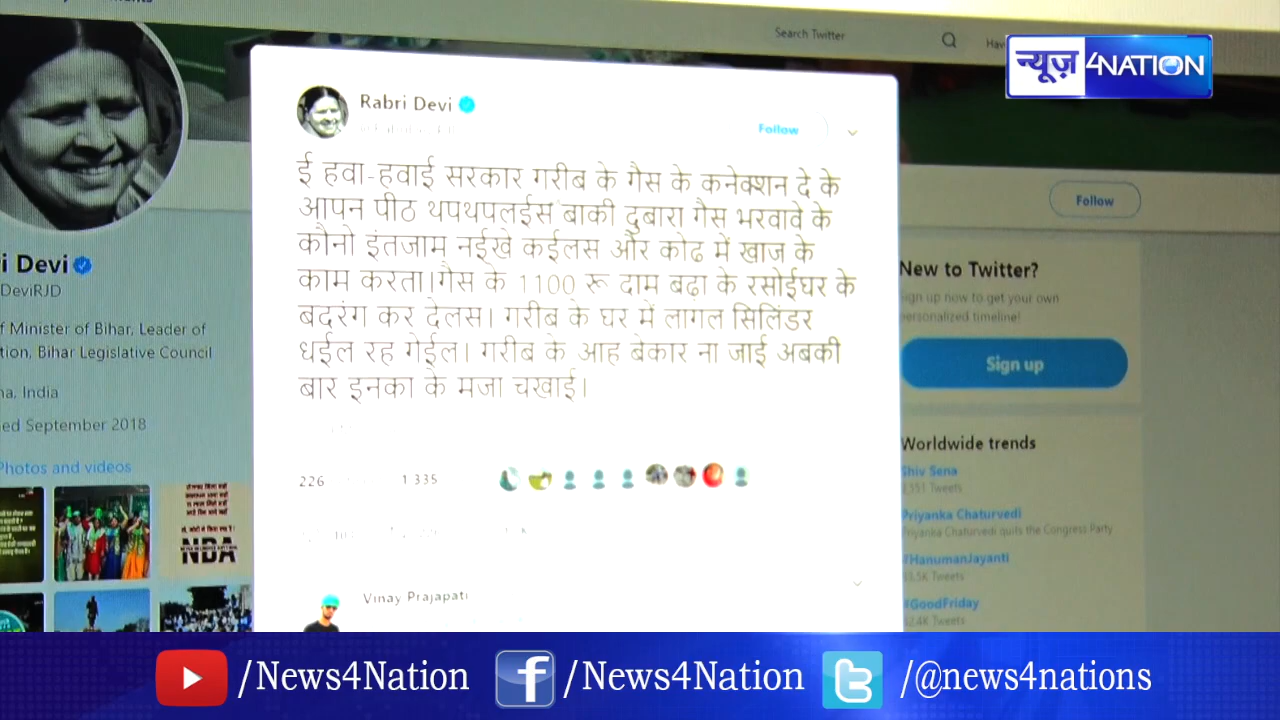 Search Twitter
न्यूज़ 4NATION
Rabri Devi
Follow
ई हवा-हवाई सरकार गरीब के गैस के कनेक्शन दे के
आपन पीठ थपथपलईस बाकी दुबारा गैस भरवावे के
कौनो इंतजाम नईखे कईलस और कोढ में खाज के
काम करता।गैस के 1100 रू दाम बढा के रसोईघर के
बदरंग कर देलस। गरीब के घर में लागल सिलिंडर
धईल रह गेईल। गरीब के आह बेकार ना जाई अबकी
बार इनका के मजा चखाई।
226 1 335
Vinay Prajapati
i Devi
DeviRJD
f Minister of Bihar, Leader of
tion, Bihar Legislative Council
na, India
ed September 2018
Photos and videos
NBA
Follow
New to Twitter?
Sign up now to get your own
personalized timeline!
Sign up
Worldwide trends
Shiv Sena
Tweets
Priyanka Chaturvedi
Priyanka Chaturvedi quits the Congress Party
#HanumanJayanti
Tweets
#GoodFriday
Tweets
/News4Nation /News4Nation /@news4nations